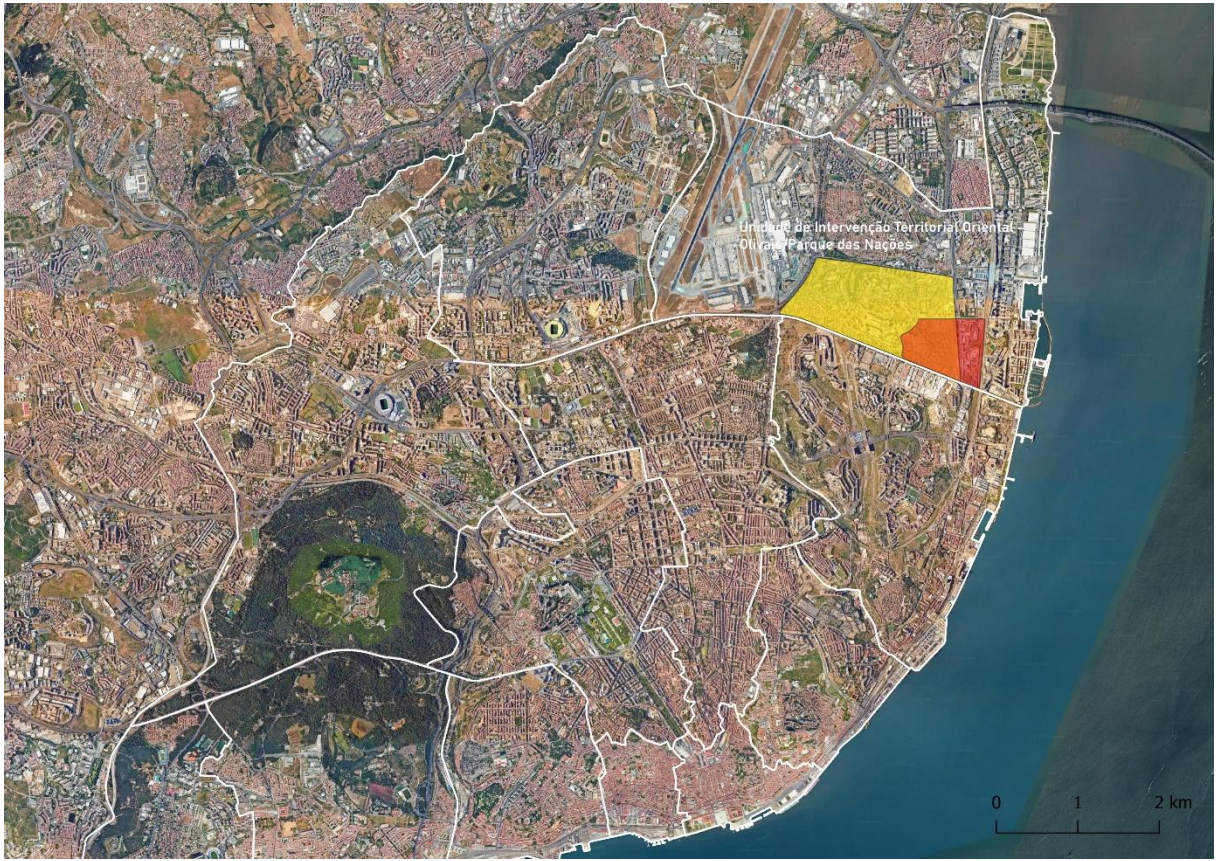 Unidade de Intervenção Territorial Oriental
Olivais/Parque das Nações
0 1 2 km